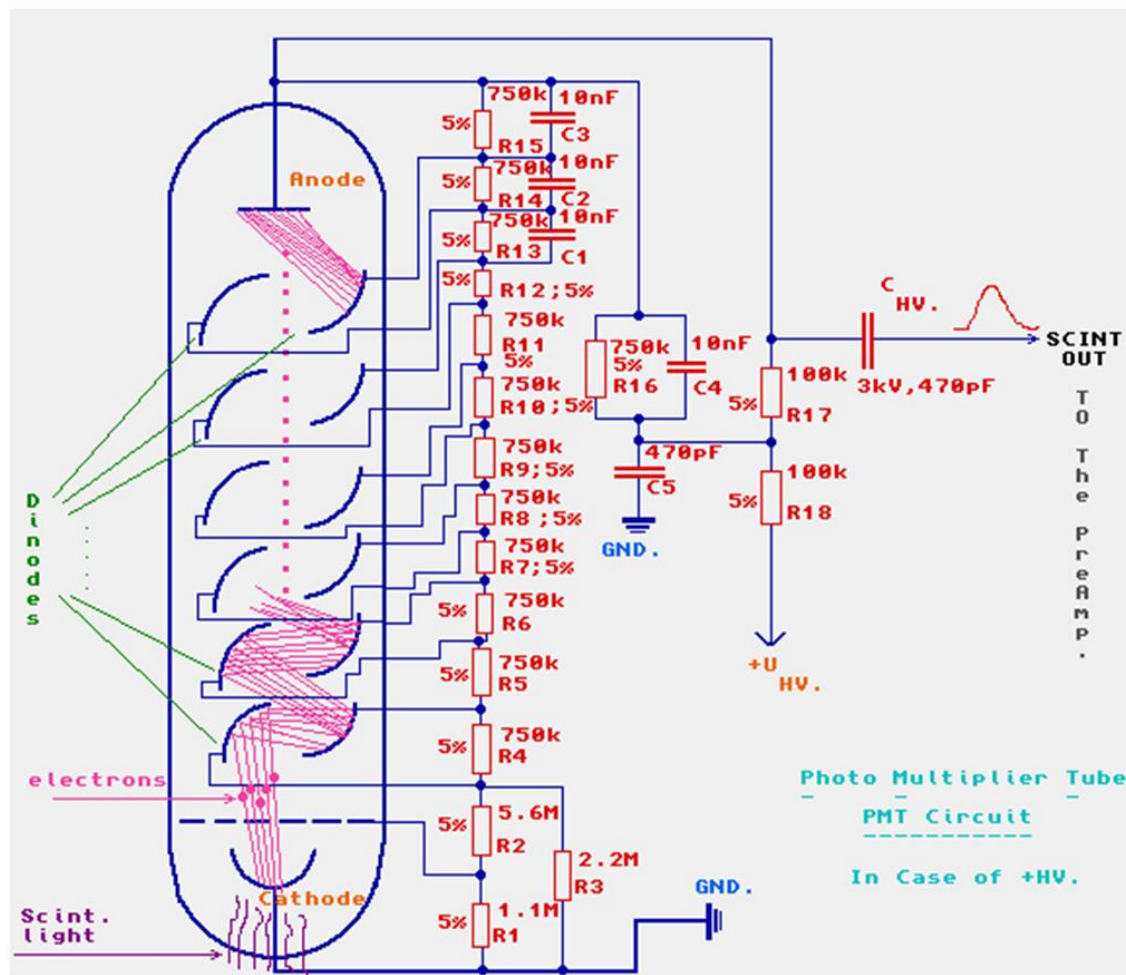 750k
10nF
5%
R15
C3
Anode
750k
10nF
5%
R14
C2
750k
10nF
5%
R13
C1
5%
R12;5%
C
HV.
750k
R11
5%
750k
5%
R16
10nF
C4
SCINT
OUT
3kV,470pF
100k
5%
R17
750k
R10;5%
TO The PreAmp.
470pF
C5
750k
R9;5%
100k
5%
R18
Dinodes
750k
R8;5%
GND.
750k
R7;5%
750k
5%
R6
+U
HV.
750k
5%
R5
750k
5%
R4
electrons
Photo Multiplier Tube
PMT Circuit
In Case of +HV.
5.6M
5%
R2
2.2M
R3
GND.
Cathode
1.1M
5%
R1
Scint.
light